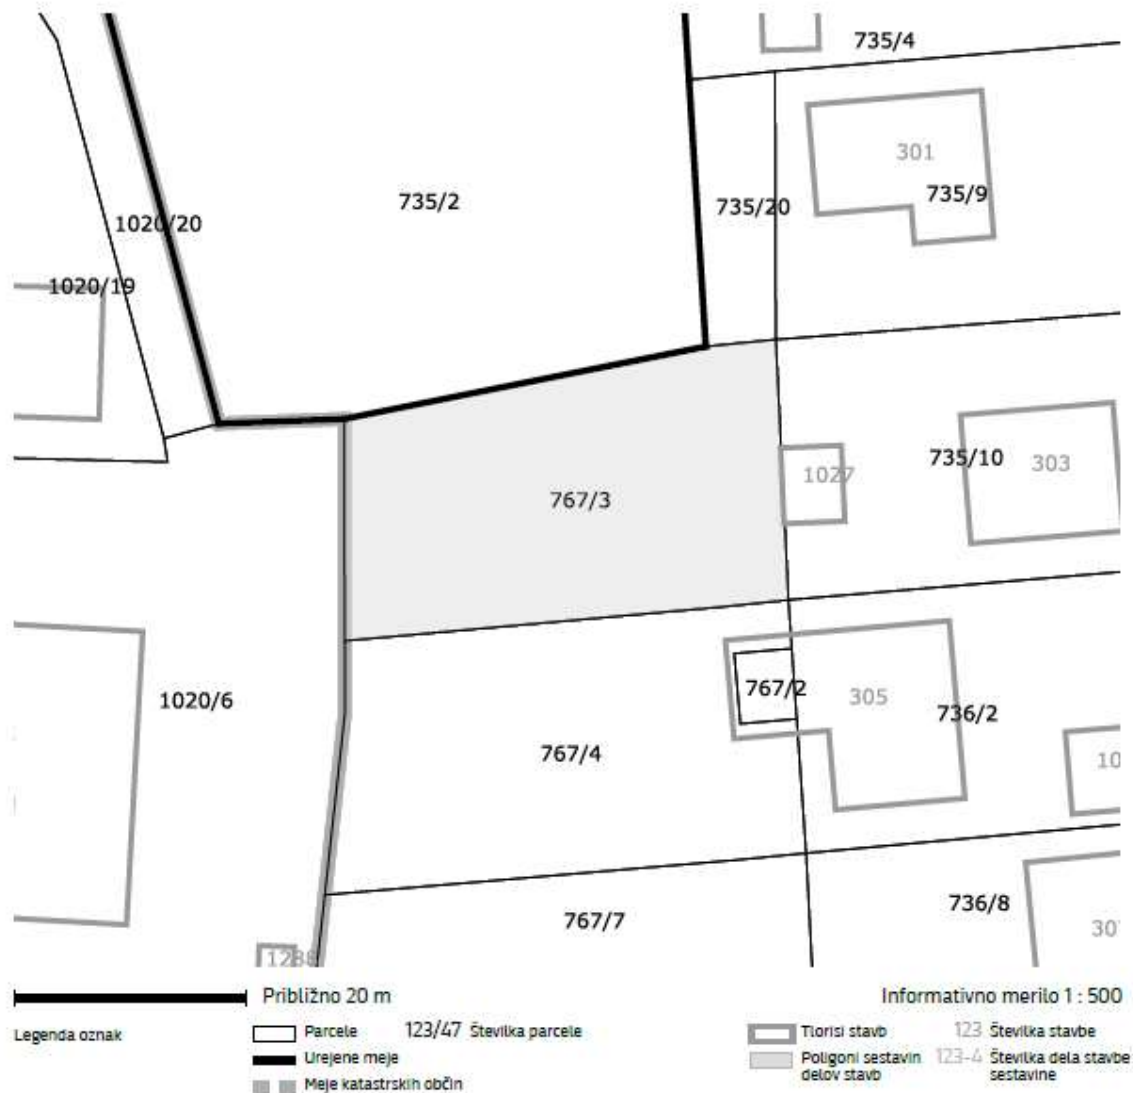 735/4
301
735/9
735/2
735/20
1020/20
1020/19
735/10
303
1027
767/3
1020/6
767/2
305
736/2
767/4
10
736/8
767/7
30
1288
Približno 20 m
Informativno merilo 1 : 500
Legenda oznak
Parcele
123/47 Številka parcele
Urejene meje
Meje katastrskih občin
Tlorisi stavb
123 Številka stavbe
Poligoni sestavin
delov stavb
123-4 Številka dela stavbe
sestavine